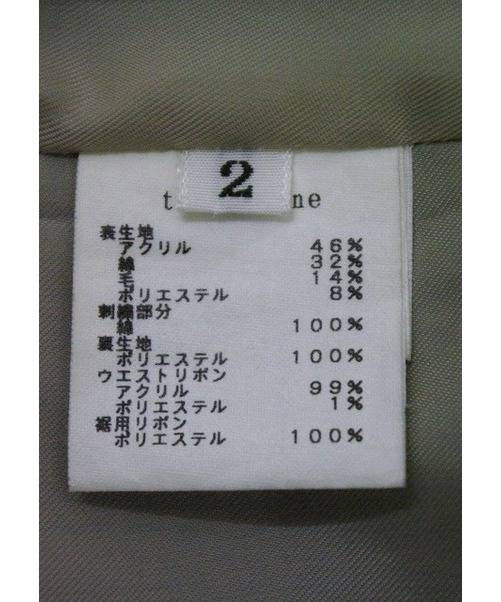 2
t ne
表生地
アクリル 46%
綿 32%
毛 14%
ポリエステル 8%
刺繍部分
綿 100%
裏生地
ポリエステル 100%
ウエストリボン
アクリル 99%
ポリエステル 1%
裾用リボン
ポリエステル 100%